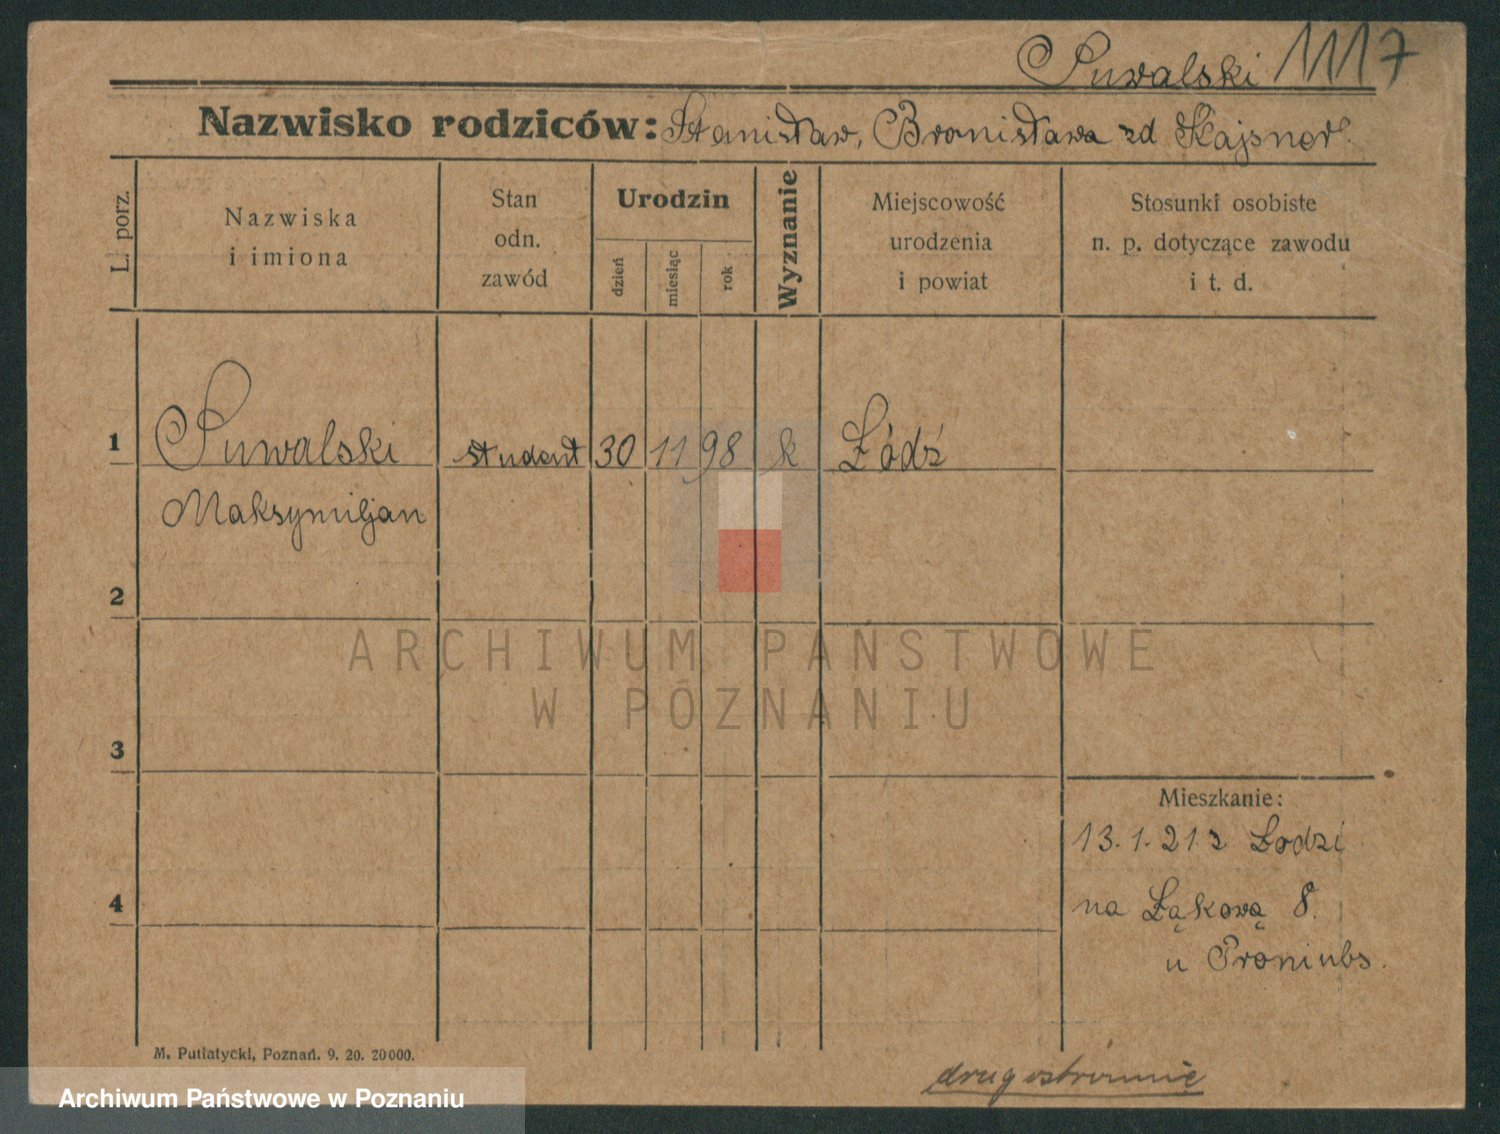 Suwalski 1117
Nazwisko rodziców: Stanisław, Bronisława zd Kajsner.
L. porz.
Nazwiska
i imiona
Stan
odn.
zawód
Urodzin
dzień
miesiąc
rok
Wyznanie
Miejscowość
urodzenia
i powiat
Stosunki osobiste
n. p. dotyczące zawodu
i t. d.
1 Suwalski student 30 11 98 k Łódź
Maksymiljan
2
ARCHIWUM PAŃSTWOWE
W POZNANIU
3
Mieszkanie:
13.1.21 z Łodzi
4
na Łąkową 8.
u
M. Putiatycki, Poznań. 9. 20. 20000.
drugostronnie
Archiwum Państwowe w Poznaniu